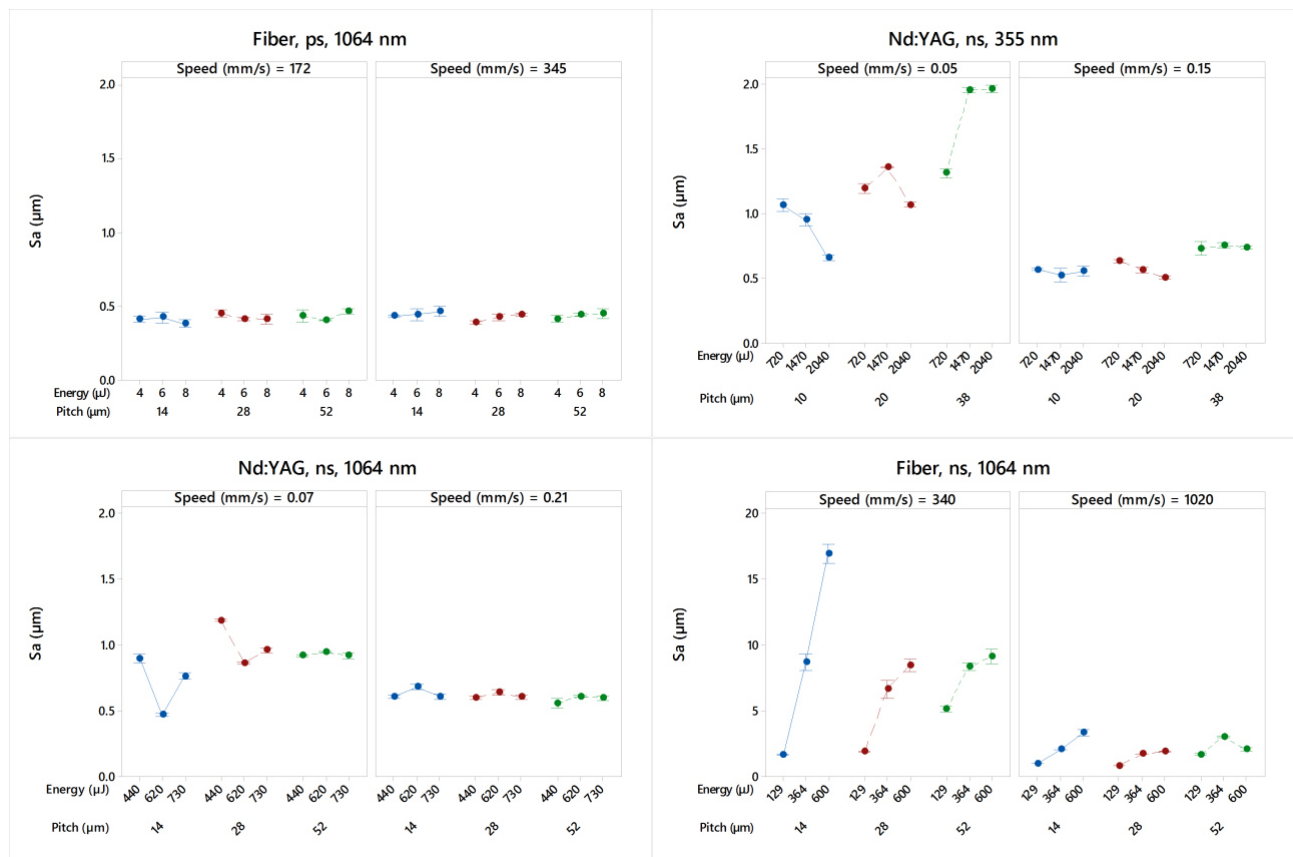 Fiber, ps, 1064 nm
Speed (mm/s) = 172 Speed (mm/s) = 345
2.0
1.5
1.0
0.5
0.0
Sa (µm)
Energy (µJ) 4 6 8 4 6 8 4 6 8 4 6 8 4 6 8 4 6 8
Pitch (µm) 14 28 52 14 28 52
Nd:YAG, ns, 355 nm
Speed (mm/s) = 0.05 Speed (mm/s) = 0.15
2.0
1.5
1.0
0.5
0.0
Sa (µm)
Energy (µJ) 720 1470 2040 720 1470 2040 720 1470 2040 720 1470 2040 720 1470 2040 720 1470 2040
Pitch (µm) 10 20 38 10 20 38
Nd:YAG, ns, 1064 nm
Speed (mm/s) = 0.07 Speed (mm/s) = 0.21
2.0
1.5
1.0
0.5
0.0
Sa (µm)
Energy (µJ) 440 620 730 440 620 730 440 620 730 440 620 730 440 620 730 440 620 730
Pitch (µm) 14 28 52 14 28 52
Fiber, ns, 1064 nm
Speed (mm/s) = 340 Speed (mm/s) = 1020
20
15
10
5
0
Sa (µm)
Energy (µJ) 129 364 600 129 364 600 129 364 600 129 364 600 129 364 600 129 364 600
Pitch (µm) 14 28 52 14 28 52